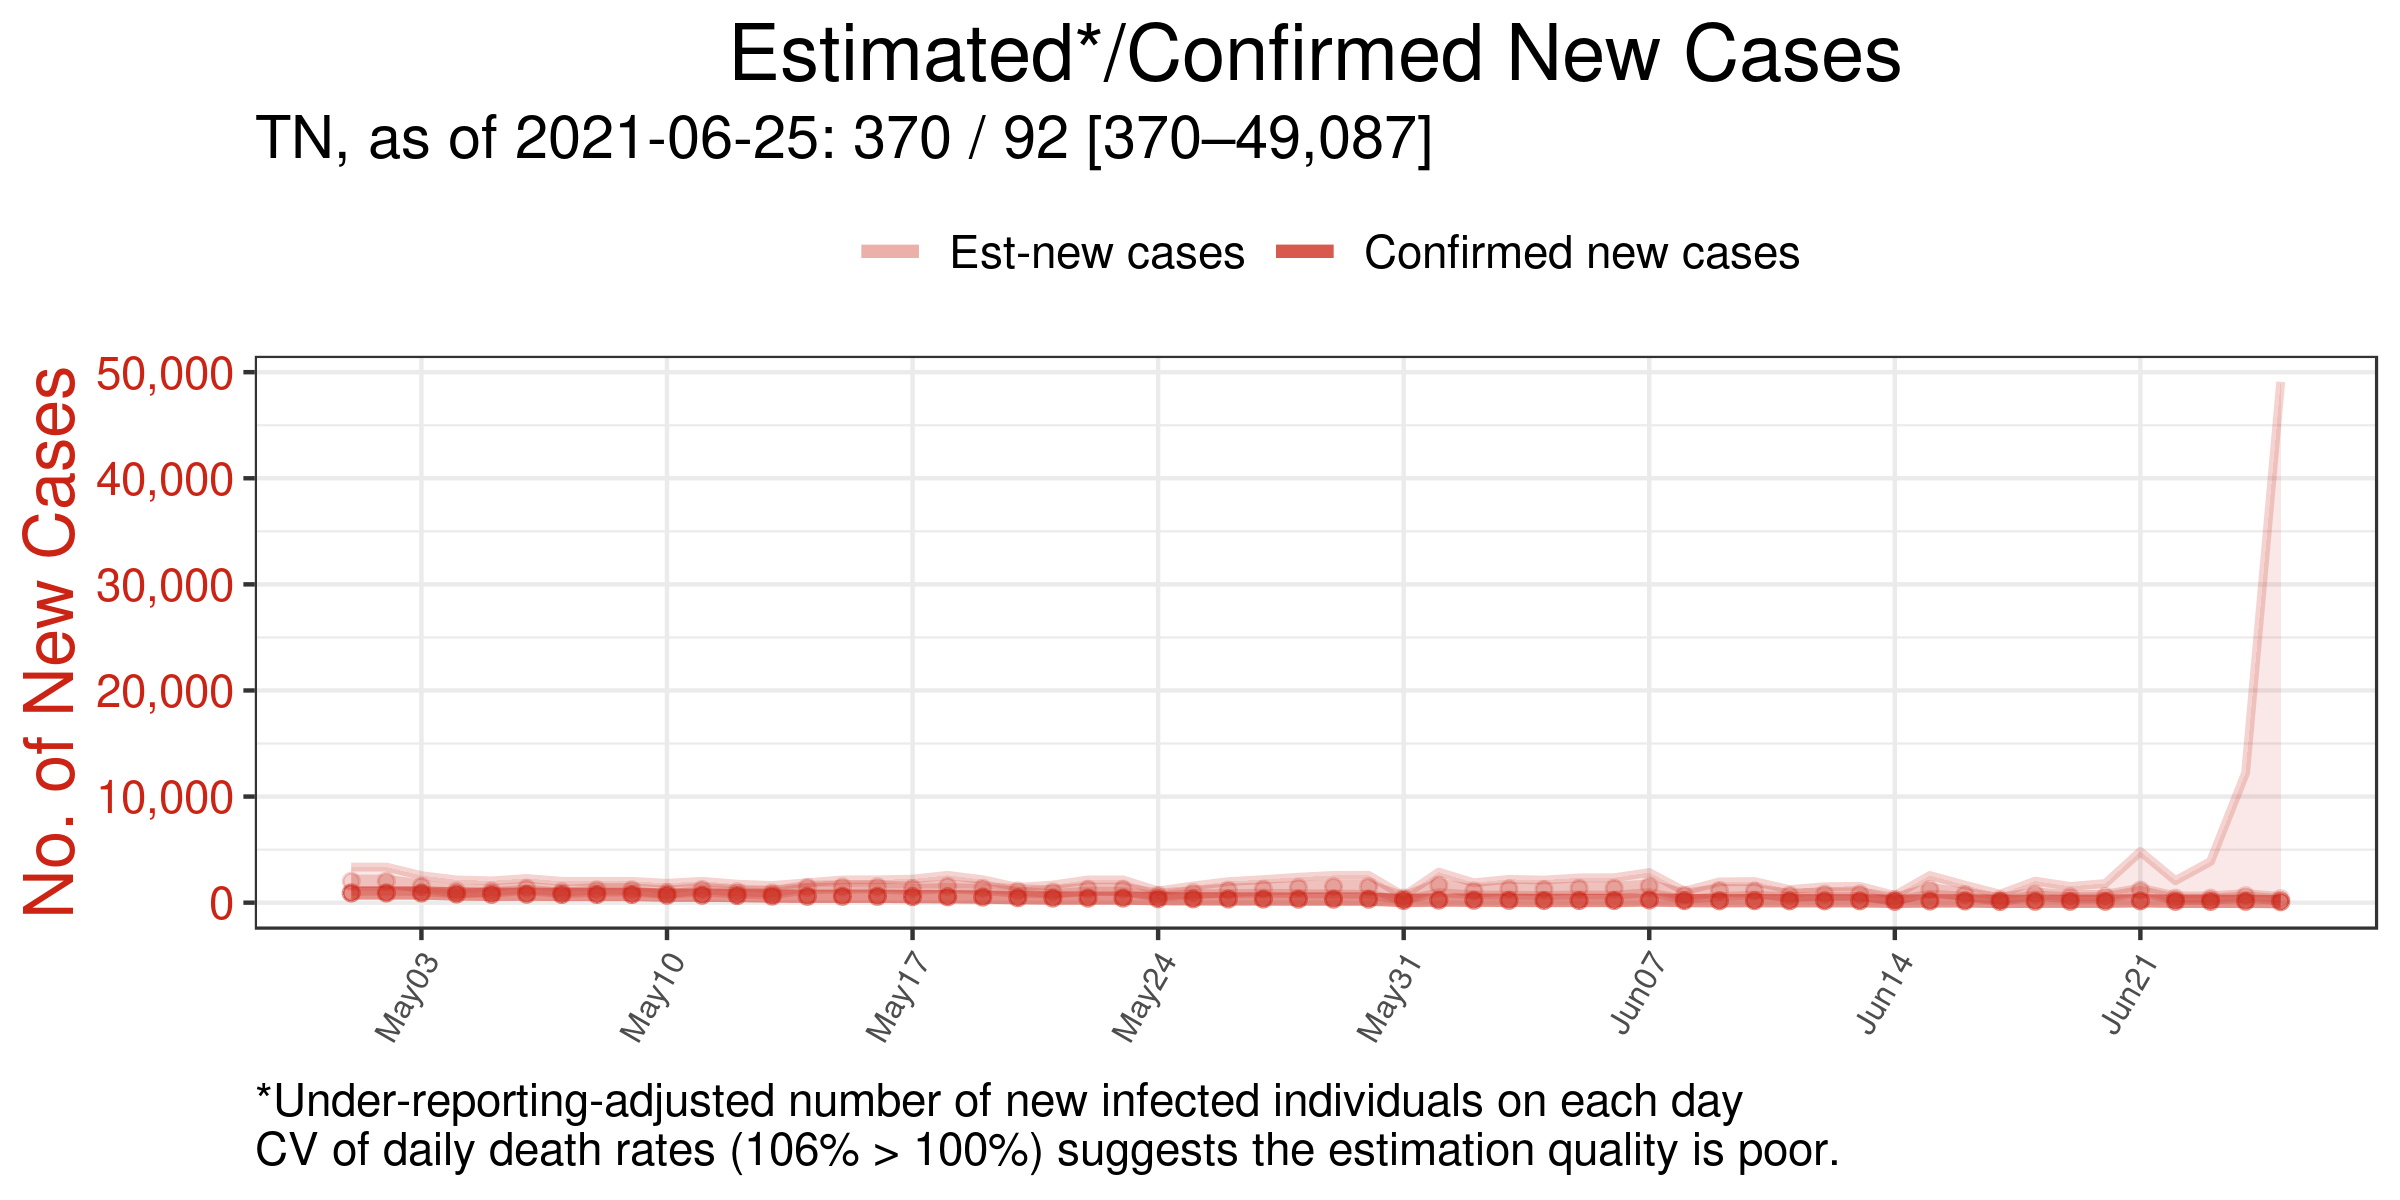 Estimated*/Confirmed New Cases
TN, as of 2021-06-25: 370 / 92 [370–49,087]
Est-new cases
Confirmed new cases
No. of New Cases
50,000
40,000
30,000
20,000
10,000
0
May03
May10
May17
May24
May31
Jun07
Jun14
Jun21
*Under-reporting-adjusted number of new infected individuals on each day
CV of daily death rates (106% > 100%) suggests the estimation quality is poor.